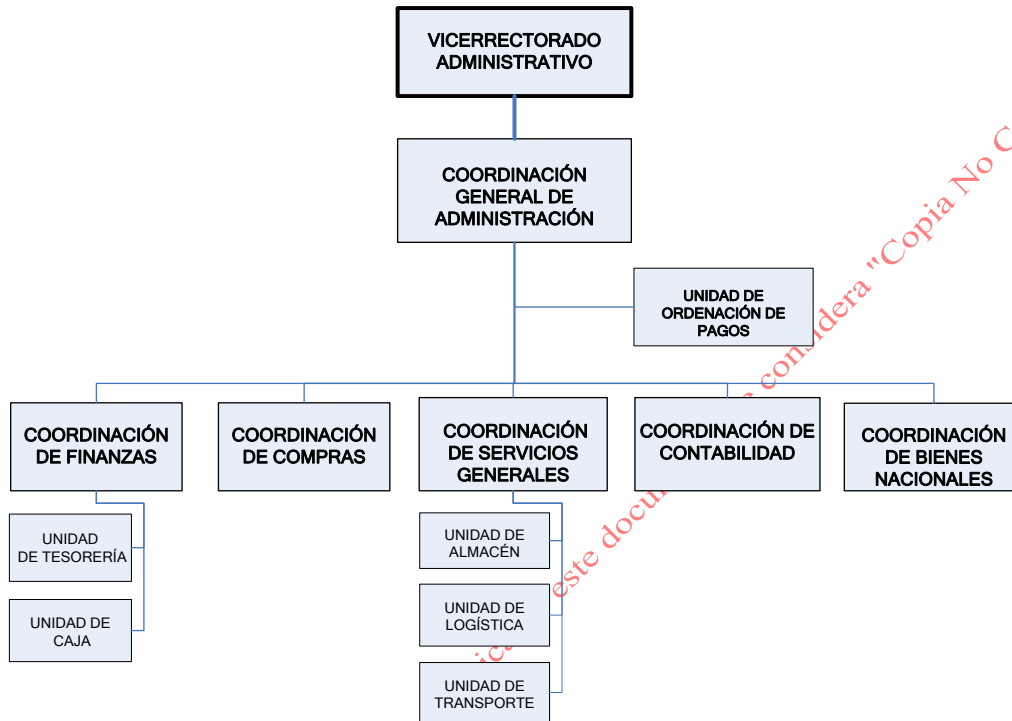 VICERRECTORADO
ADMINISTRATIVO
COORDINACIÓN
GENERAL DE
ADMINISTRACIÓN
UNIDAD DE
ORDENACIÓN DE
PAGOS
COORDINACIÓN
DE FINANZAS
COORDINACIÓN
DE COMPRAS
COORDINACIÓN
DE SERVICIOS
GENERALES
COORDINACIÓN DE
CONTABILIDAD
COORDINACIÓN
DE BIENES
NACIONALES
UNIDAD
DE TESORERÍA
UNIDAD DE
CAJA
UNIDAD DE
ALMACÉN
UNIDAD DE
LOGÍSTICA
UNIDAD DE
TRANSPORTE
este considera "Copia No